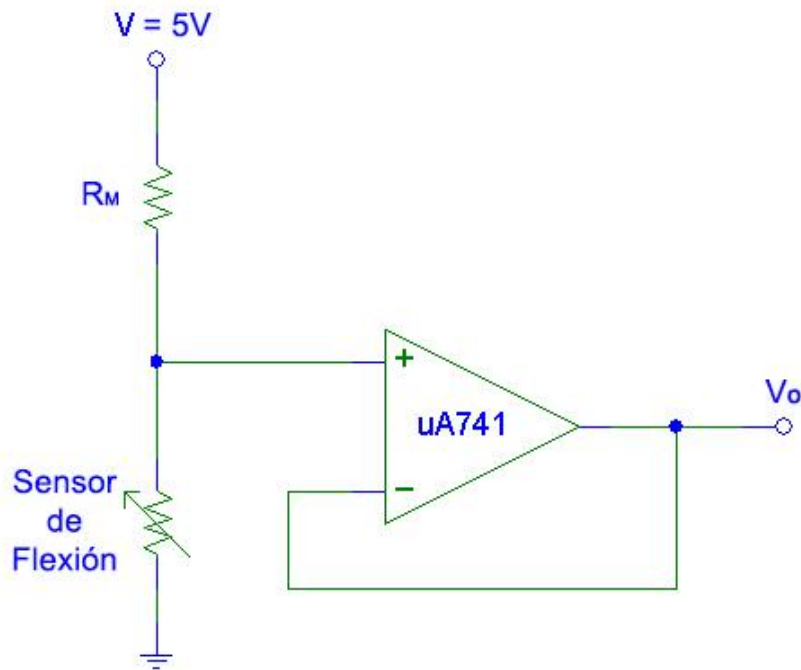 V = 5V
RM
+
uA741
−
Vo
Sensor
de
Flexión